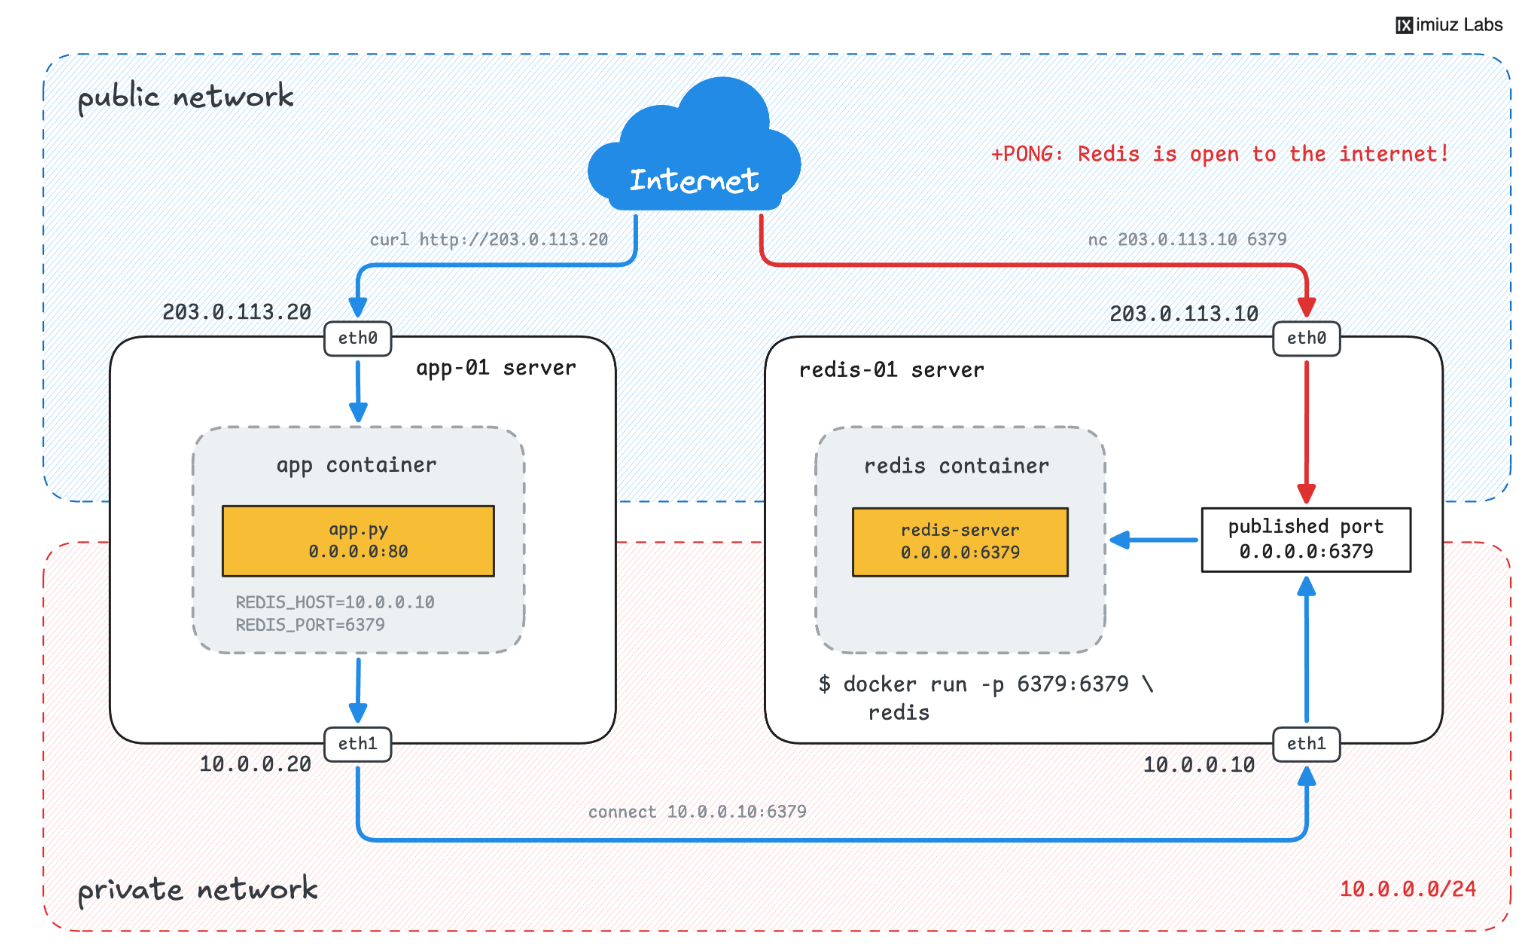 iximiuz Labs
public network
Internet
+PONG: Redis is open to the internet!
curl http://203.0.113.20
nc 203.0.113.10 6379
203.0.113.20
203.0.113.10
eth0
eth0
app-01 server
redis-01 server
app container
redis container
app.py
0.0.0.0:80
redis-server
0.0.0.0:6379
published port
0.0.0.0:6379
REDIS_HOST=10.0.0.10
REDIS_PORT=6379
$ docker run -p 6379:6379 \
redis
eth1
eth1
10.0.0.20
10.0.0.10
connect 10.0.0.10:6379
private network
10.0.0.0/24